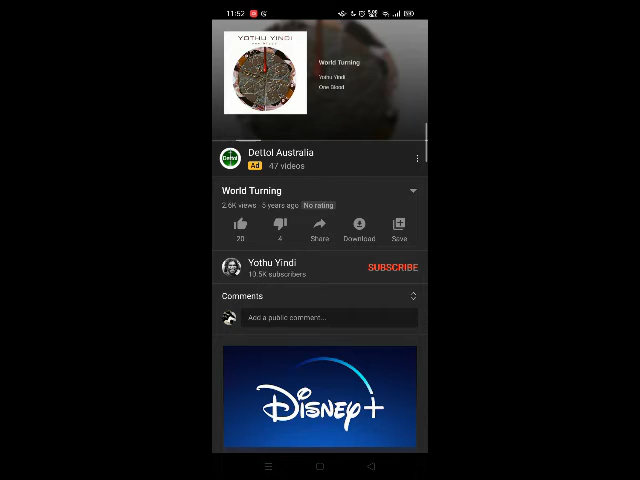 11:52
YOTHU YINDI
World Turning
Yothu Yindi
One Blood
Dettol
Dettol Australia
Ad 47 videos
World Turning
2.6K views 5 years ago No rating
20 4 Share Download Save
Yothu Yindi
SUBSCRIBE
subscribers
Comments
Add a public comment...
Disney+